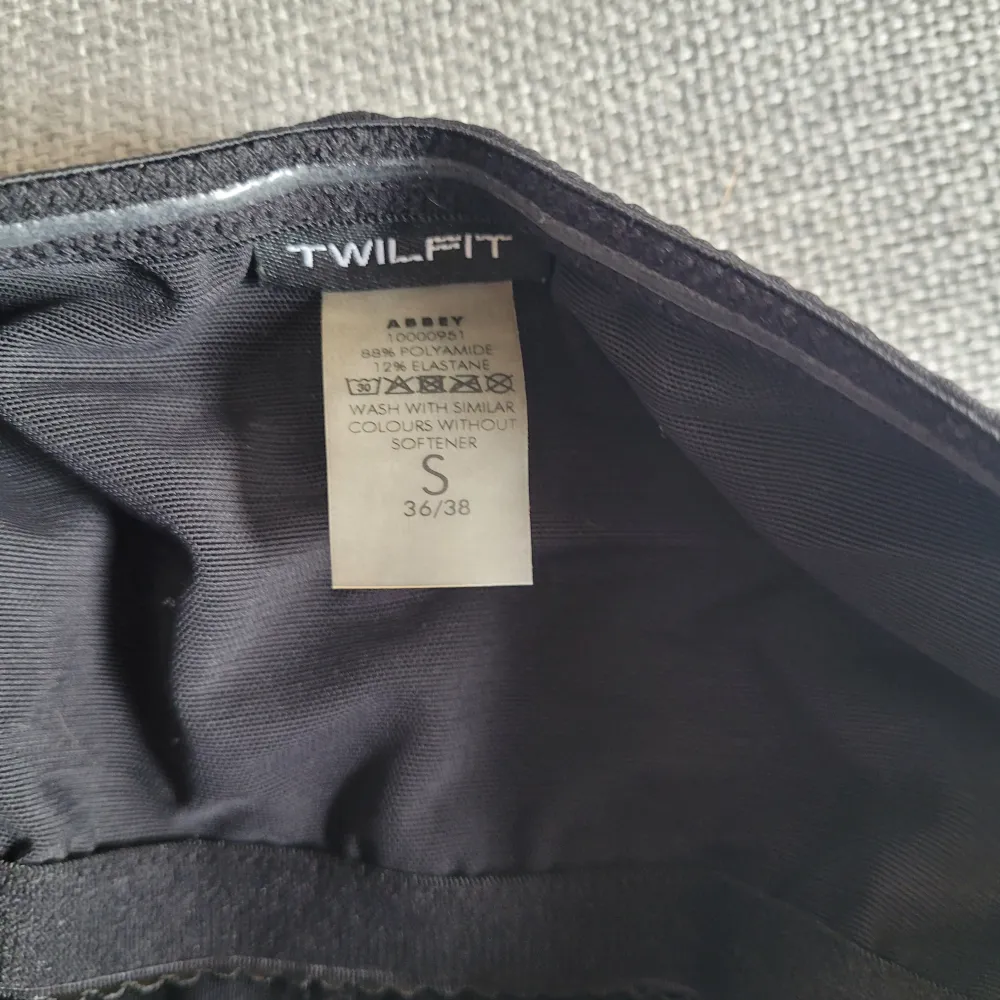 TWILFIT
ABBEY
10000951
88% POLYAMIDE
12% ELASTANE
30
WASH WITH SIMILAR
COLOURS WITHOUT
SOFTENER
S
36/38